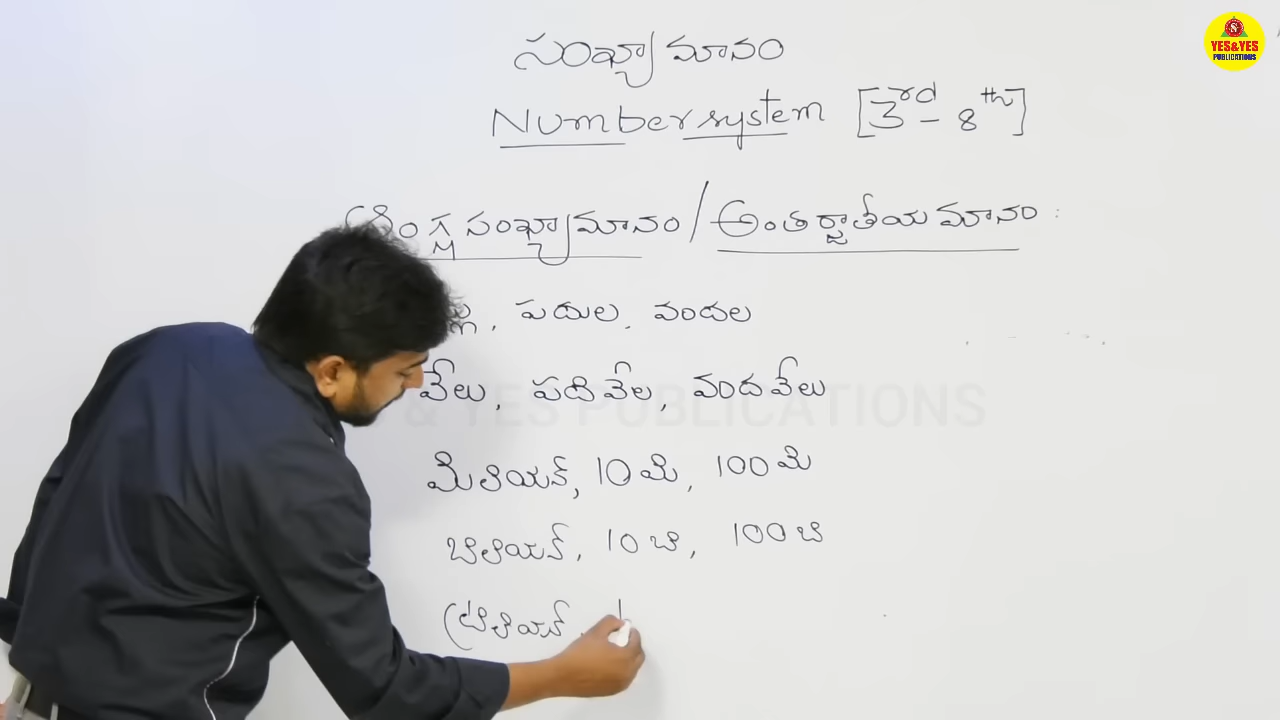 సంఖ్యా మానం
Number system [3rd - 8th]
సంఖ్యామానం / అంతర్జాతీయ మానం :
పదుల, వందల
వేలు, పదివేల, వందవేలు
మిలియన్, 10 మి, 100 మి
బిలియన్, 10 బి, 100 బి
ట్రిలియన్,
YES&YES
PUBLICATIONS
& YES PUBLICATIONS